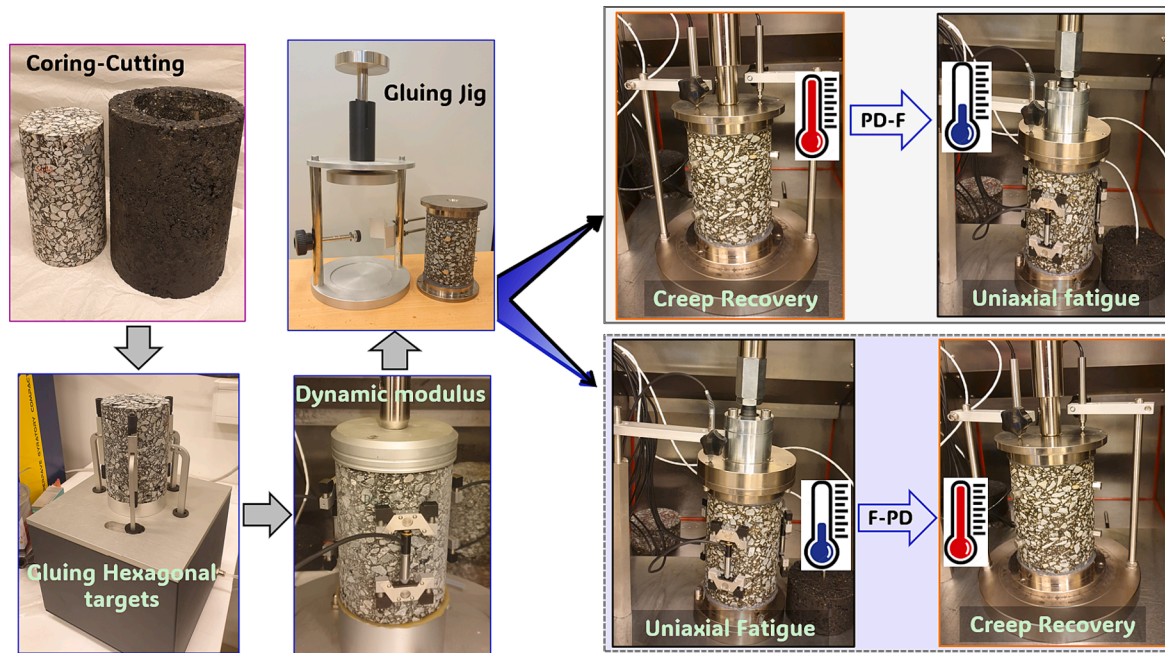 Coring-Cutting
Gluing Jig
Gluing Hexagonal
targets
Dynamic modulus
PD-F
Creep Recovery
Uniaxial fatigue
F-PD
Uniaxial Fatigue
Creep Recovery